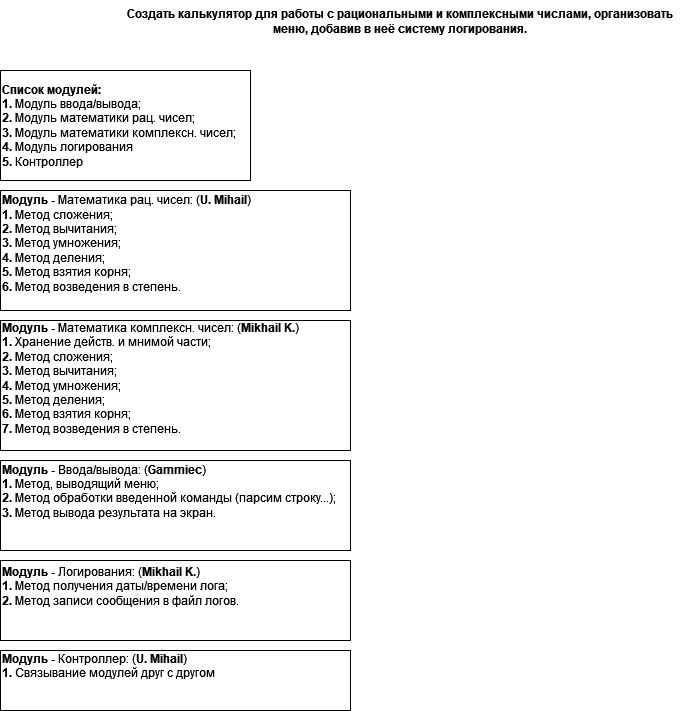 Создать калькулятор для работы с рациональными и комплексными числами, организовать
меню, добавив в неё систему логирования.
Список модулей:
1. Модуль ввода/вывода;
2. Модуль математики рац. чисел;
3. Модуль математики комплексн. чисел;
4. Модуль логирования
5. Контроллер
Модуль - Математика рац. чисел: (U. Mihail)
1. Метод сложения;
2. Метод вычитания;
3. Метод умножения;
4. Метод деления;
5. Метод взятия корня;
6. Метод возведения в степень.
Модуль - Математика комплексн. чисел: (Mikhail K.)
1. Хранение действ. и мнимой части;
2. Метод сложения;
3. Метод вычитания;
4. Метод умножения;
5. Метод деления;
6. Метод взятия корня;
7. Метод возведения в степень.
Модуль - Ввода/вывода: (Gammiec)
1. Метод, выводящий меню;
2. Метод обработки введенной команды (парсим строку...);
3. Метод вывода результата на экран.
Модуль - Логирования: (Mikhail K.)
1. Метод получения даты/времени лога;
2. Метод записи сообщения в файл логов.
Модуль - Контроллер: (U. Mihail)
1. Связывание модулей друг с другом